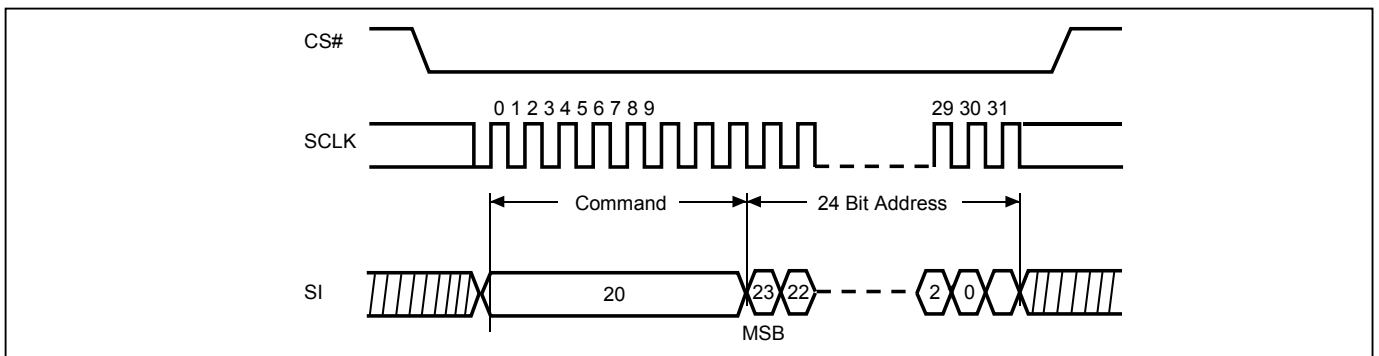 CS#
0 1 2 3 4 5 6 7 8 9 29 30 31
SCLK
Command 24 Bit Address
SI 20 23 22 2 0
MSB